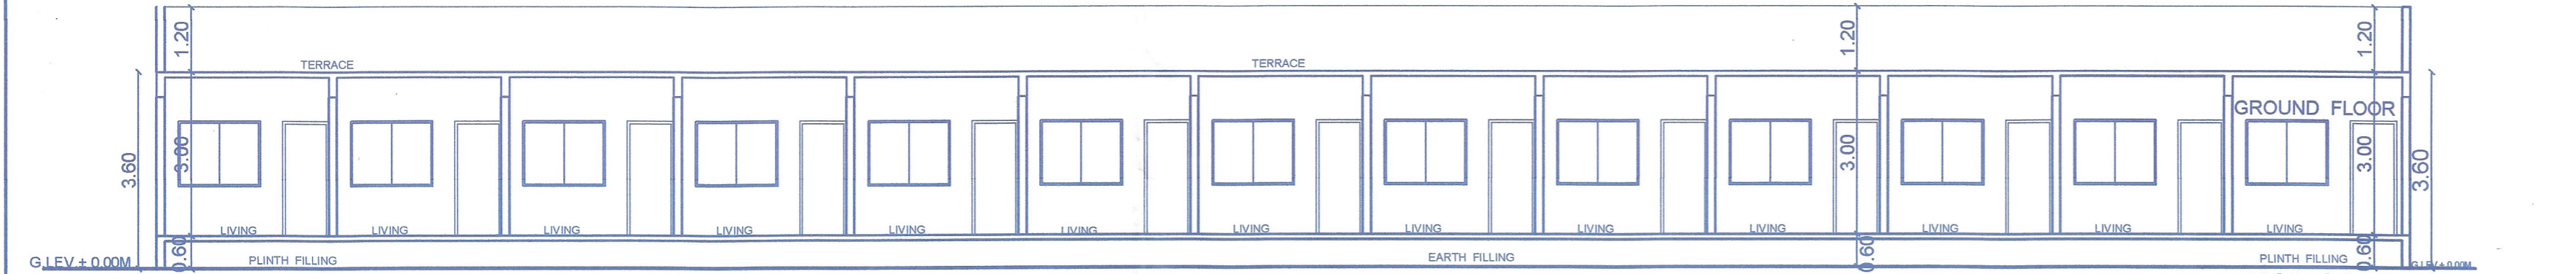 1.20
1.20
1.20
TERRACE
TERRACE
GROUND FLOOR
3.60
3.00
3.00
3.00
3.60
LIVING
LIVING
LIVING
LIVING
LIVING
LIVING
LIVING
LIVING
LIVING
LIVING
LIVING
LIVING
LIVING
0.60
0.60
0.60
G.LEV ± 0.00M
PLINTH FILLING
EARTH FILLING
PLINTH FILLING
G.LEV ± 0.00M